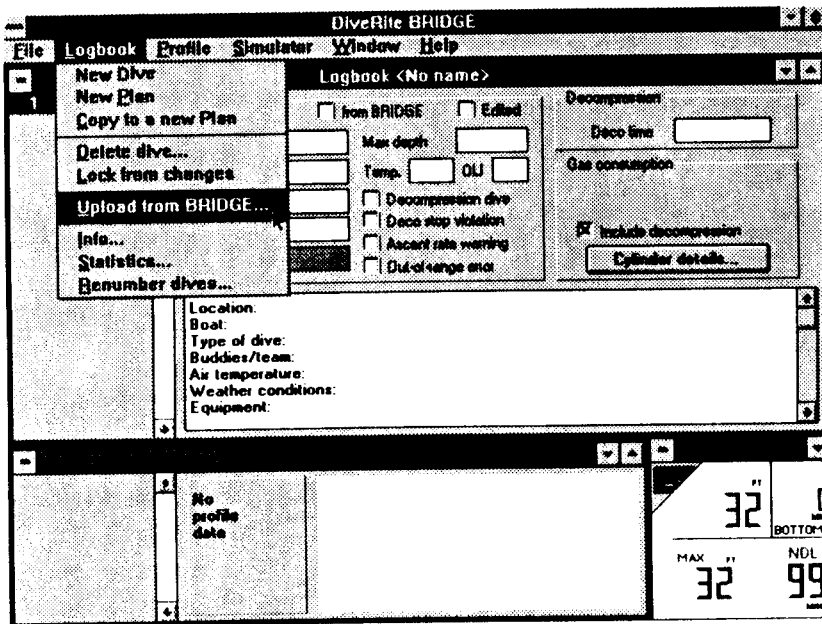 DiveRite BRIDGE
File Logbook Profile Simulator Window Help
New Dive
New Plan
Copy to a new Plan
Delete dive...
Lock from changes
Upload from BRIDGE...
Info...
Statistics...
Renumber dives...
Logbook <No name>
1
from BRIDGE
Edited
Max depth
Temp.
OLI
Decompression dive
Deco stop violation
Ascent rate warning
Out-of-range error
Decompression
Deco time
Gas consumption
Include decompression
Cylinder details...
Location:
Boat:
Type of dive:
Buddies/team:
Air temperature:
Weather conditions:
Equipment:
No
profile
data
FT
32
BOTTOM
MAX FT
32
NDL
99